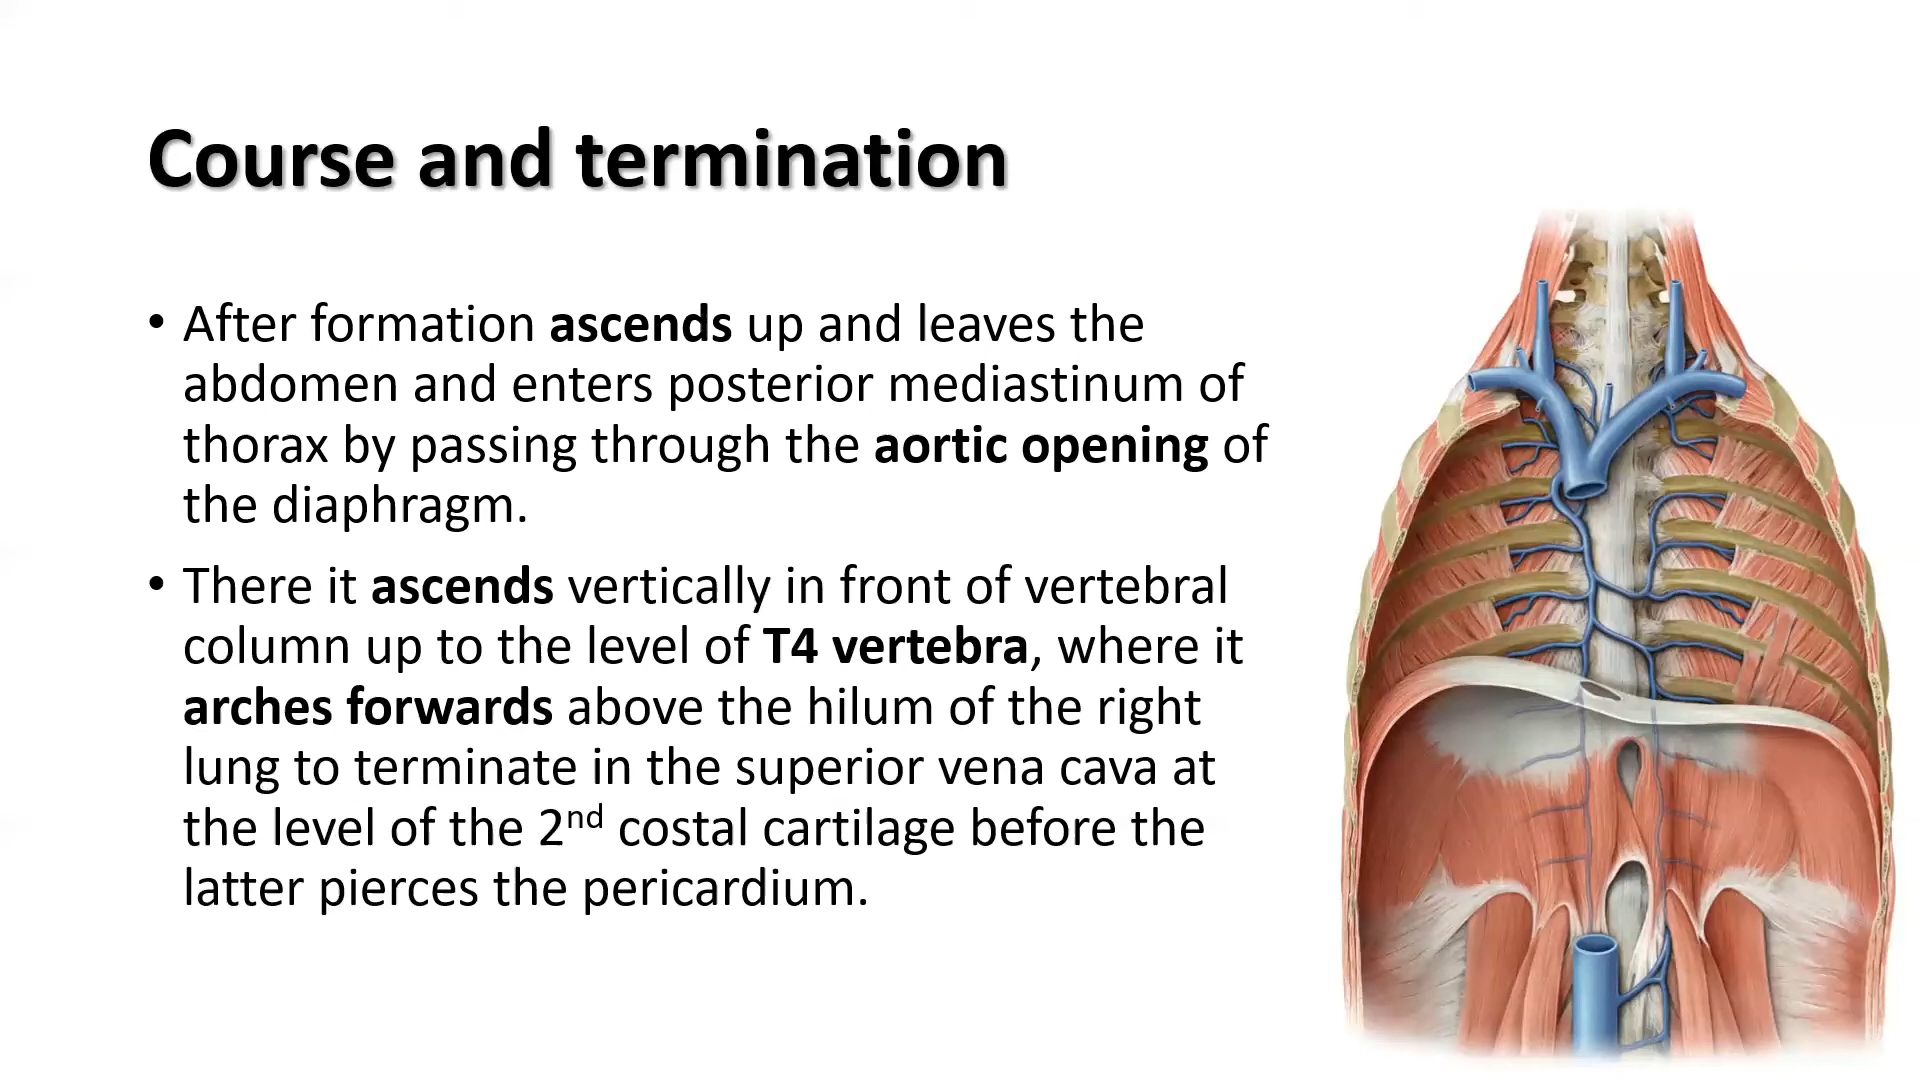 Course and termination
• After formation ascends up and leaves the
abdomen and enters posterior mediastinum of
thorax by passing through the aortic opening of
the diaphragm.
• There it ascends vertically in front of vertebral
column up to the level of T4 vertebra, where it
arches forwards above the hilum of the right
lung to terminate in the superior vena cava at
the level of the 2nd costal cartilage before the
latter pierces the pericardium.